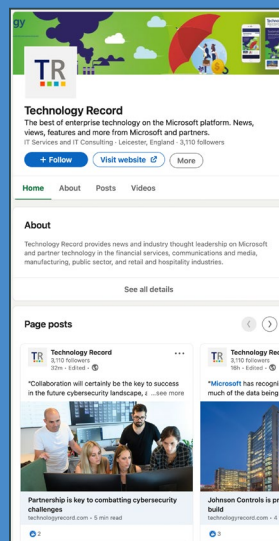 gy
TR
Technology Record
The best of enterprise technology on the Microsoft platform. News,
views, features and more from Microsoft and partners.
IT Services and IT Consulting · Leicester, England · 3,110 followers
+ Follow
Visit website
More
Home About Posts Videos
About
Technology Record provides news and industry thought leadership on Microsoft
and partner technology in the financial services, communications and media,
manufacturing, public sector, and retail and hospitality industries.
See all details
Page posts
TR
Technology Record
3,110 followers
32m · Edited ·
"Collaboration will certainly be the key to success
in the future cybersecurity landscape, a ...see more
Partnership is key to combatting cybersecurity
challenges
technologyrecord.com · 5 min read
2
TR
Technology Rec
3,110 followers
16h · Edited ·
"Microsoft has recogni
much of the data being
Johnson Controls is pr
build
technologyrecord.com · 4
3